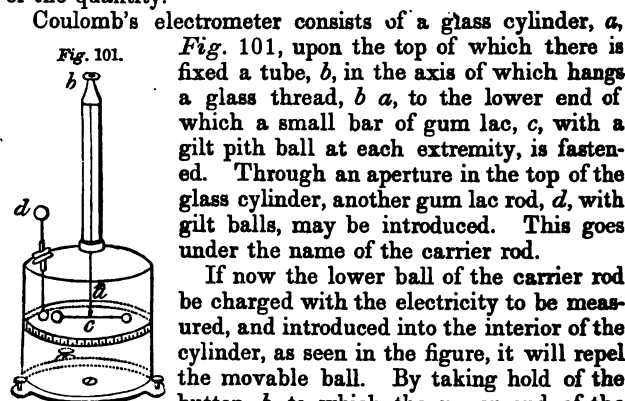 of the quantity.
Coulomb's electrometer consists of a glass cylinder, a,
Fig. 101.
Fig. 101, upon the top of which there is
fixed a tube, b, in the axis of which hangs
a glass thread, b a, to the lower end of
which a small bar of gum lac, c, with a
gilt pith ball at each extremity, is fasten-
ed. Through an aperture in the top of the
glass cylinder, another gum lac rod, d, with
gilt balls, may be introduced. This goes
under the name of the carrier rod.
If now the lower ball of the carrier rod
be charged with the electricity to be meas-
ured, and introduced into the interior of the
cylinder, as seen in the figure, it will repel
the movable ball. By taking hold of the
button, b, to which the upper end of the
b
d
a
c